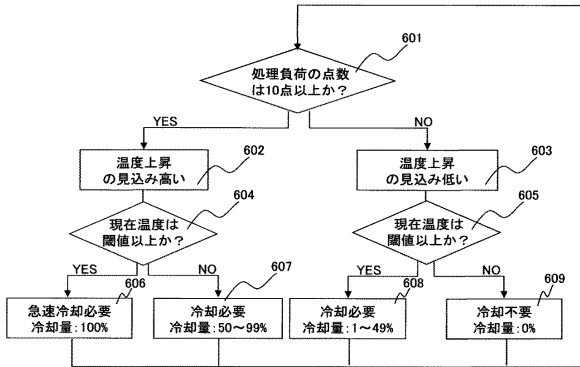 601
処理負荷の点数
は10点以上か?
YES
NO
温度上昇
の見込み高い
602
温度上昇
の見込み低い
603
現在温度は
閾値以上か?
604
現在温度は
閾値以上か?
605
YES
NO
YES
NO
606
607
608
609
急速冷却必要
冷却量:100%
冷却必要
冷却量:50~99%
冷却必要
冷却量:1~49%
冷却不要
冷却量:0%